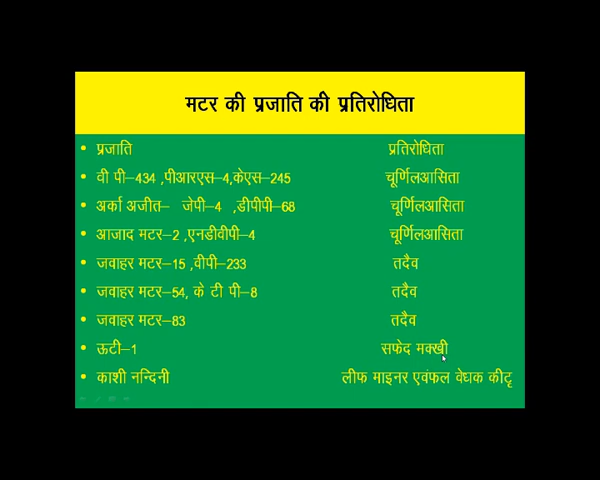 मटर की प्रजाति की प्रतिरोधिता
• प्रजाति प्रतिरोधिता
• वी पी–434 ,पीआरएस–4,केएस–245 चूर्णिलआसिता
• अर्का अजीत– जेपी–4 ,डीपीपी–68 चूर्णिलआसिता
• आजाद मटर–2 ,एनडीवीपी–4 चूर्णिलआसिता
• जवाहर मटर–15 ,वीपी–233 तदैव
• जवाहर मटर–54, के टी पी–8 तदैव
• जवाहर मटर–83 तदैव
• ऊटी–1 सफेद मक्खी
• काशी नन्दिनी लीफ माइनर एवंफल वेधक कीट्